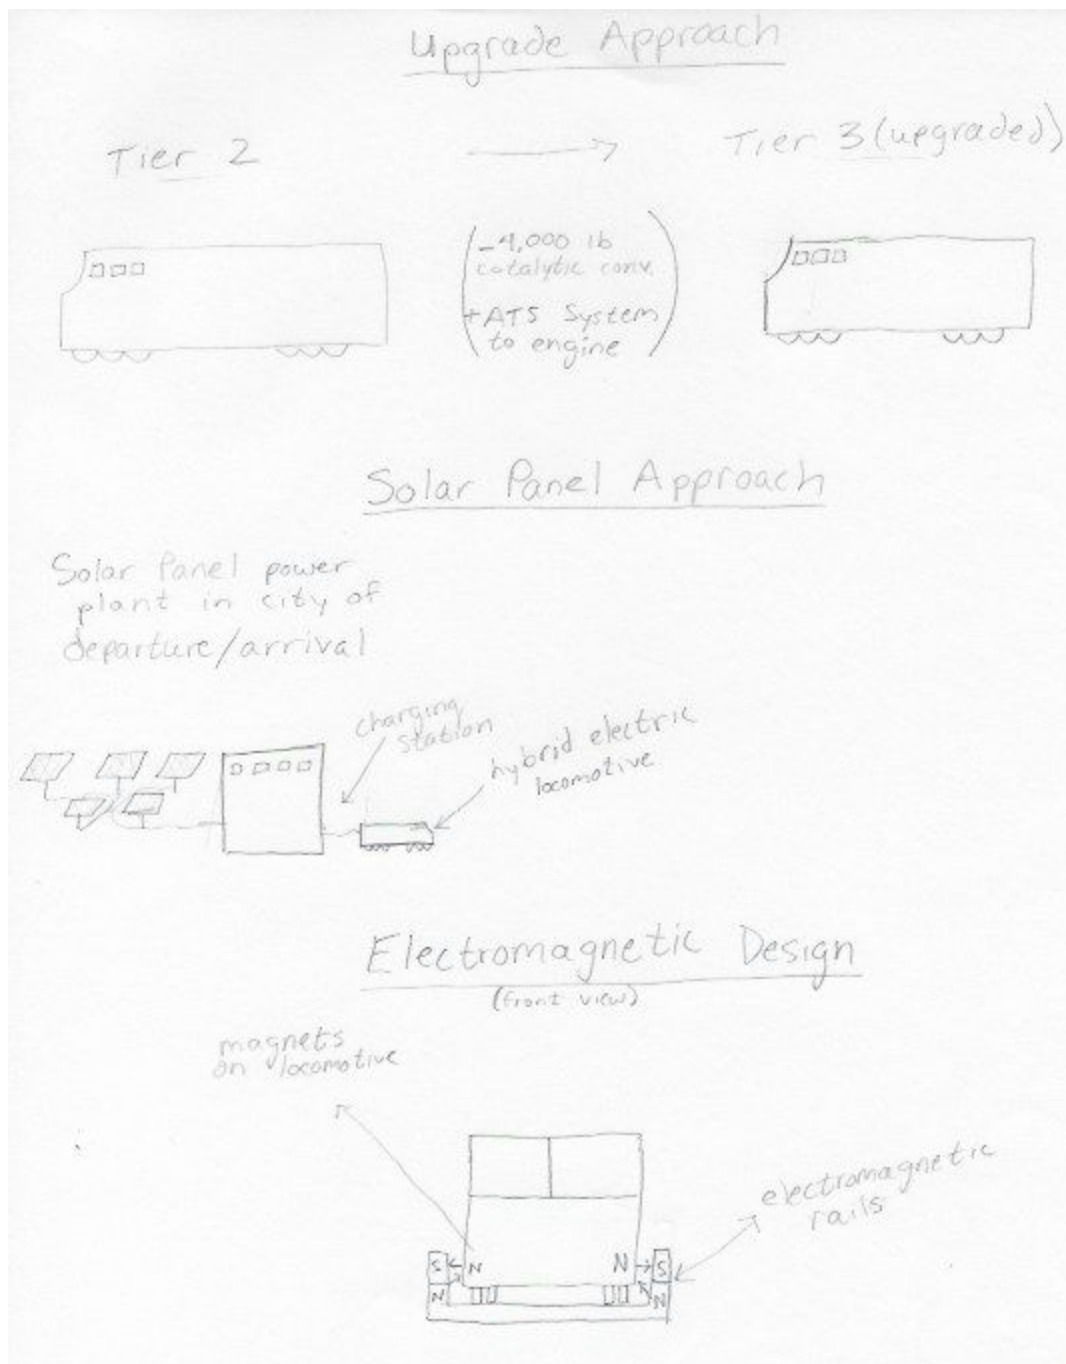 Upgrade Approach
Tier 2
Tier 3 (upgraded)
-4,000 lb
catalytic conv.
+ATS System
to engine
Solar Panel Approach
Solar Panel power
plant in city of
departure/arrival
charging
station
hybrid electric
locomotive
Electromagnetic Design
(front view)
magnets
on locomotive
electromagnetic
rails
S N N S
N N